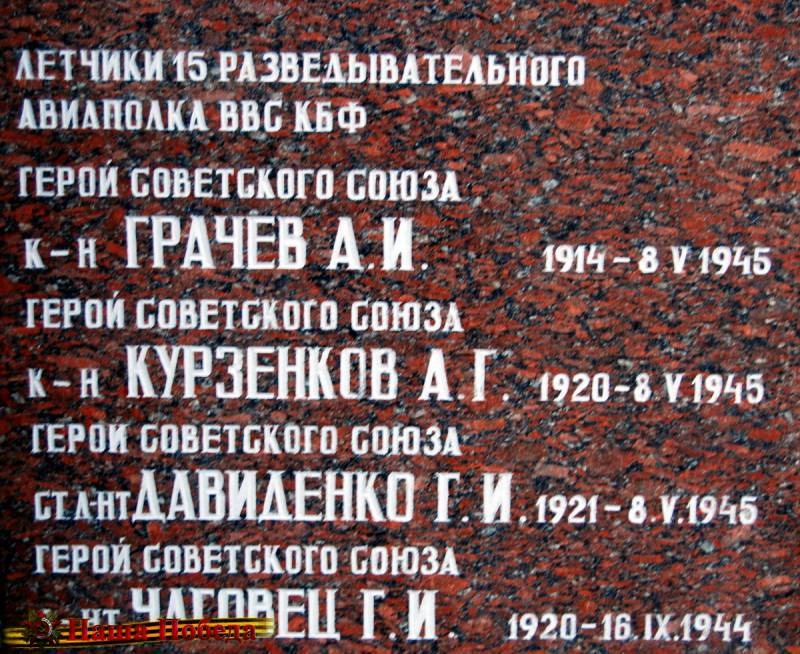 ЛЕТЧИКИ 15 РАЗВЕДЫВАТЕЛЬНОГО
АВИАПОЛКА ВВС КБФ
ГЕРОЙ СОВЕТСКОГО СОЮЗА
К-Н ГРАЧЕВ А.И. 1914-8 V 1945
ГЕРОЙ СОВЕТСКОГО СОЮЗА
К-Н КУРЗЕНКОВ А.Г. 1920-8 V.1945
ГЕРОЙ СОВЕТСКОГО СОЮЗА
СТ.Л-НТ ДАВИДЕНКО Г.И. 1921-8.V.1945
ГЕРОЙ СОВЕТСКОГО СОЮЗА
НТ ЧАГОВЕЦ Г.И. 1920-16.IX.1944
Наша Победа